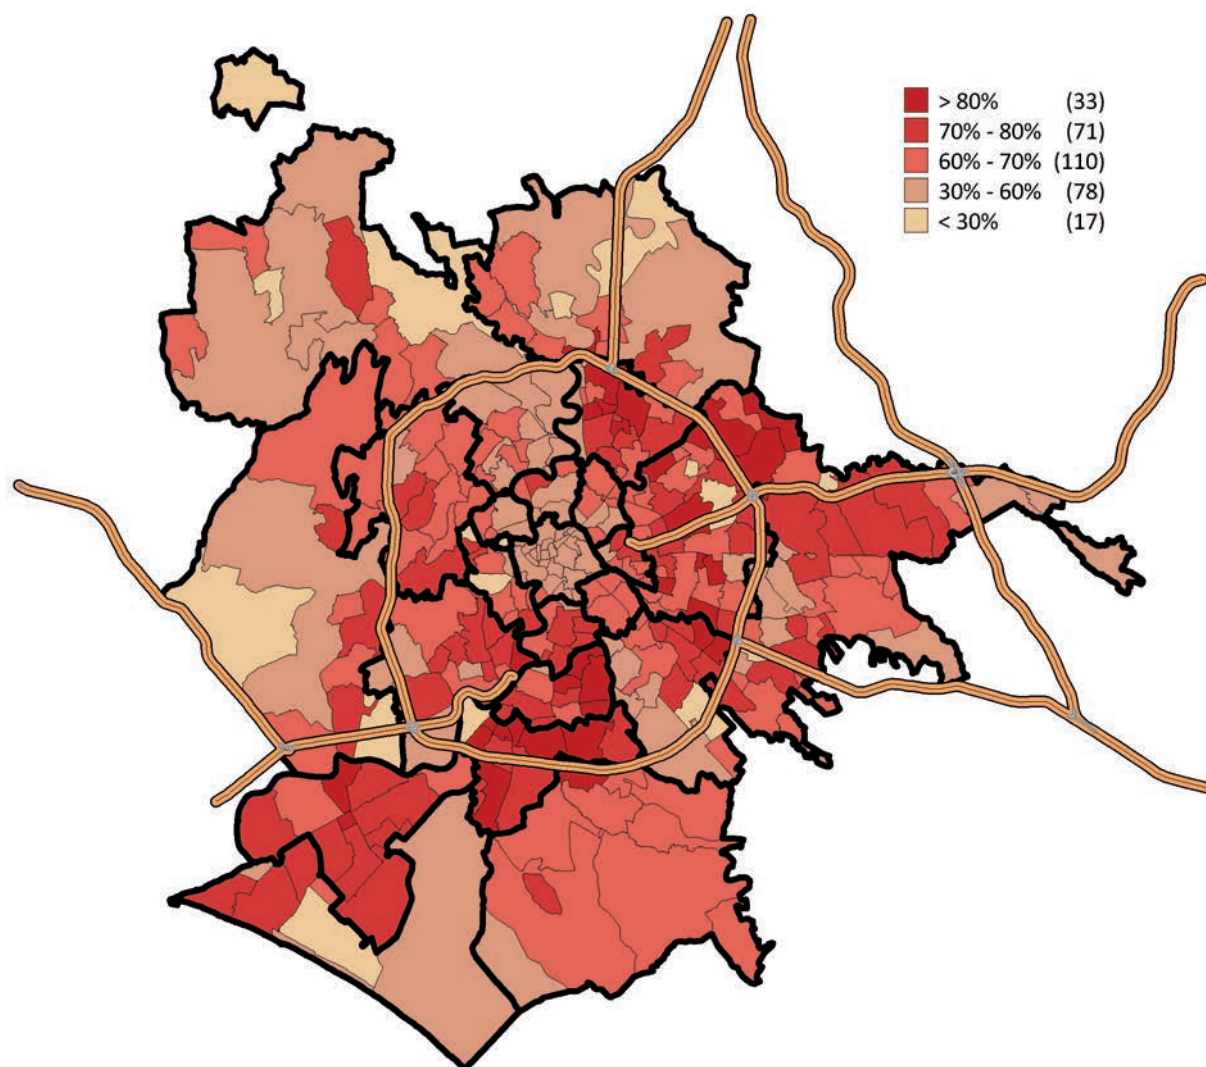 > 80% (33)
70% - 80% (71)
60% - 70% (110)
30% - 60% (78)
< 30% (17)